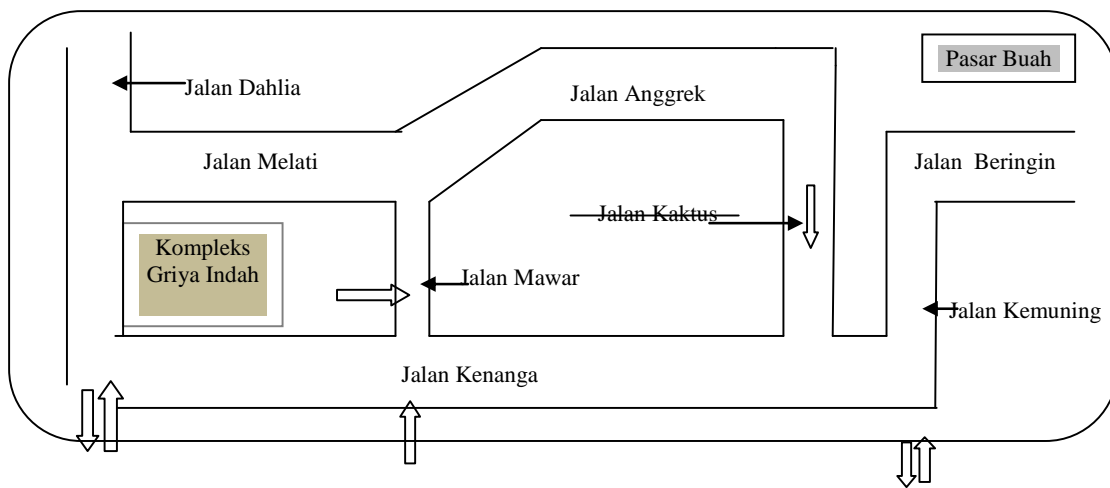 Pasar Buah
Jalan Dahlia
Jalan Anggrek
Jalan Melati
Jalan Beringin
Jalan Kaktus
Kompleks
Griya Indah
Jalan Mawar
Jalan Kemuning
Jalan Kenanga